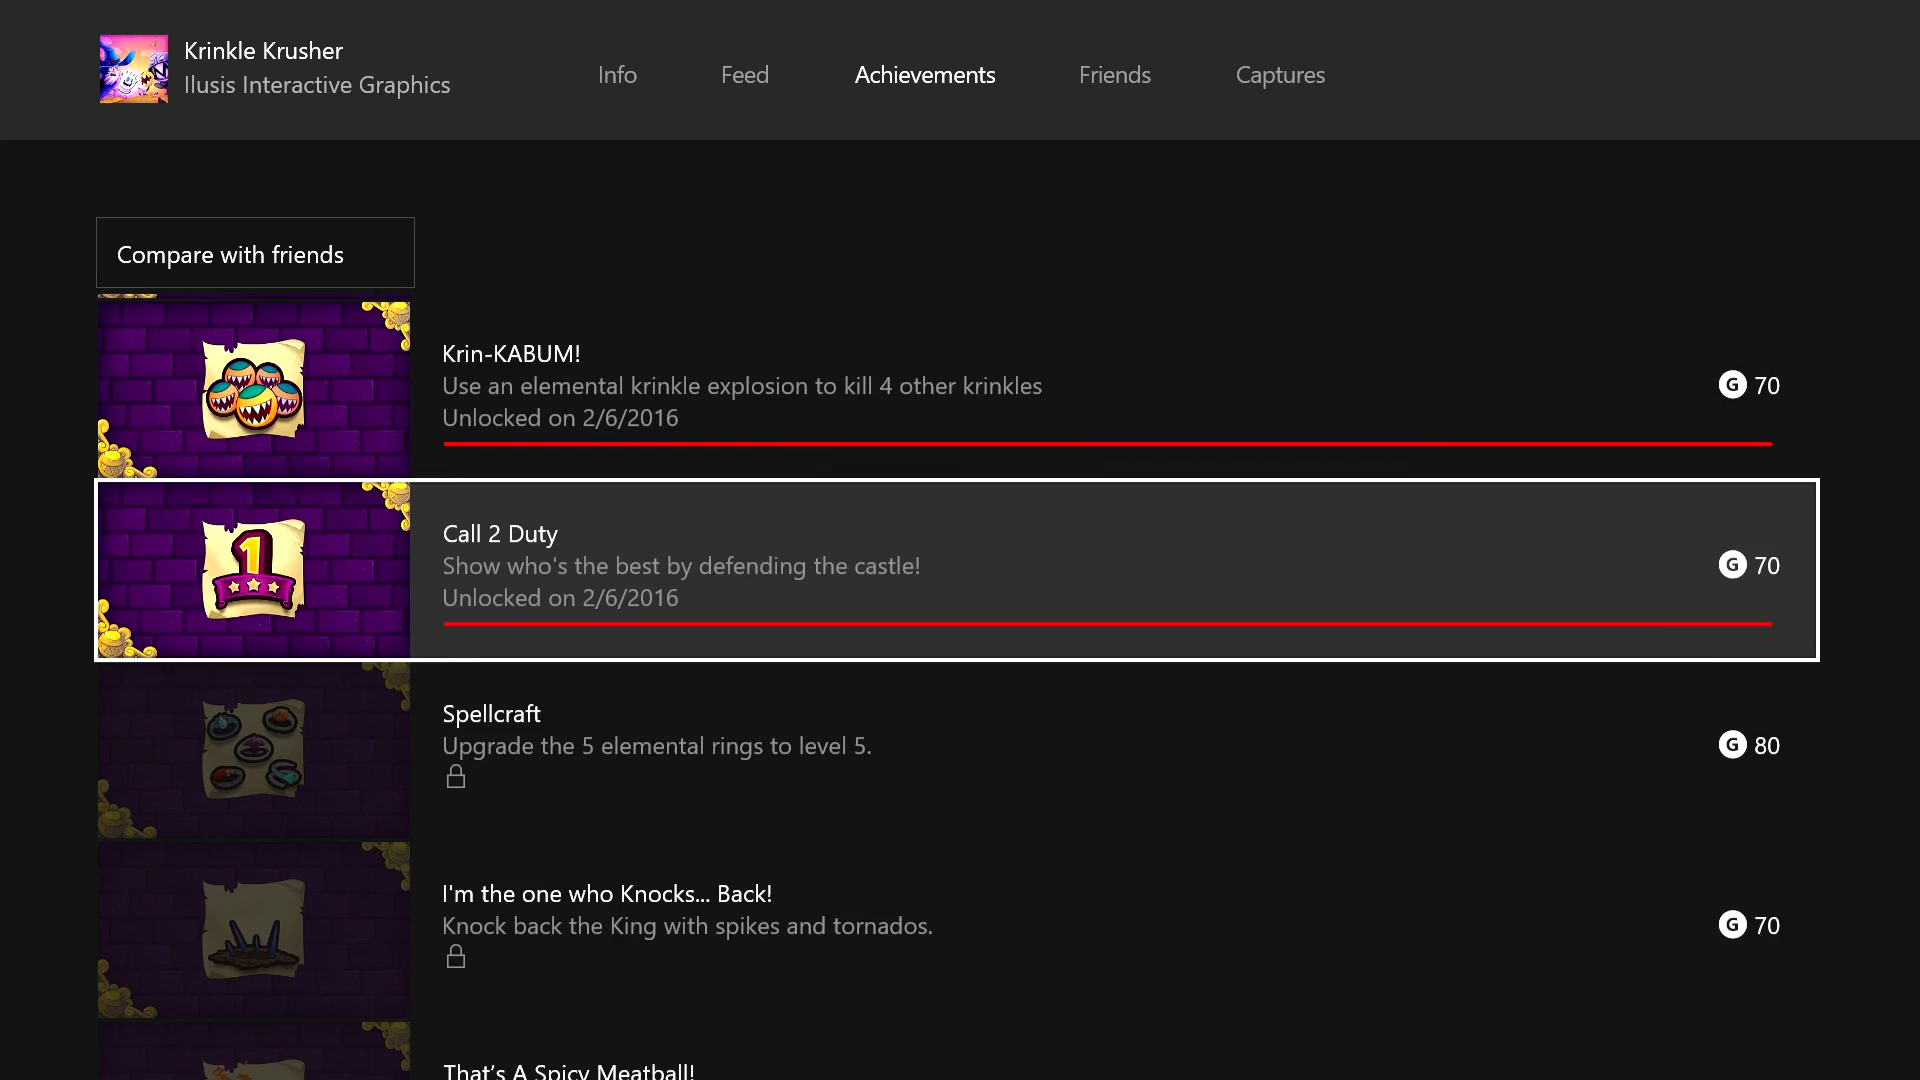 Krinkle Krusher
Ilusis Interactive Graphics
Info
Feed
Achievements
Friends
Captures
Compare with friends
Krin-KABUM!
Use an elemental krinkle explosion to kill 4 other krinkles
Unlocked on 2/6/2016
G 70
1
Call 2 Duty
Show who's the best by defending the castle!
Unlocked on 2/6/2016
G 70
Spellcraft
Upgrade the 5 elemental rings to level 5.
G 80
I'm the one who Knocks... Back!
Knock back the King with spikes and tornados.
G 70
That's A Spicy Meatball!